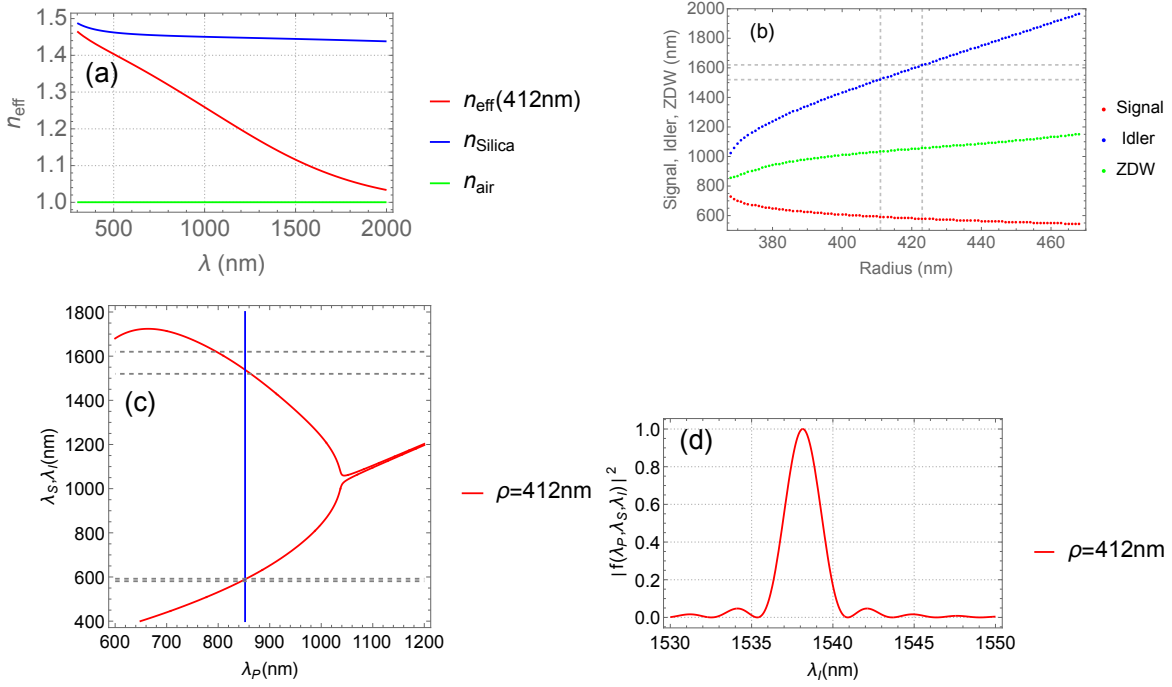 (a)
1.5
1.4
1.3
1.2
1.1
1.0
n_eff
500
1000
1500
2000
λ (nm)
n_eff(412nm)
n_Silica
n_air
(b)
2000
1800
1600
1400
1200
1000
800
600
Signal, Idler, ZDW (nm)
380
400
420
440
460
Radius (nm)
Signal
Idler
ZDW
(c)
1800
1600
1400
1200
1000
800
600
400
λ_S,λ_I(nm)
600
700
800
900
1000
1100
1200
λ_P(nm)
ρ=412nm
(d)
1.0
0.8
0.6
0.4
0.2
0.0
|f(λ_P,λ_S,λ_I)|²
1530
1535
1540
1545
1550
λ_I(nm)
ρ=412nm